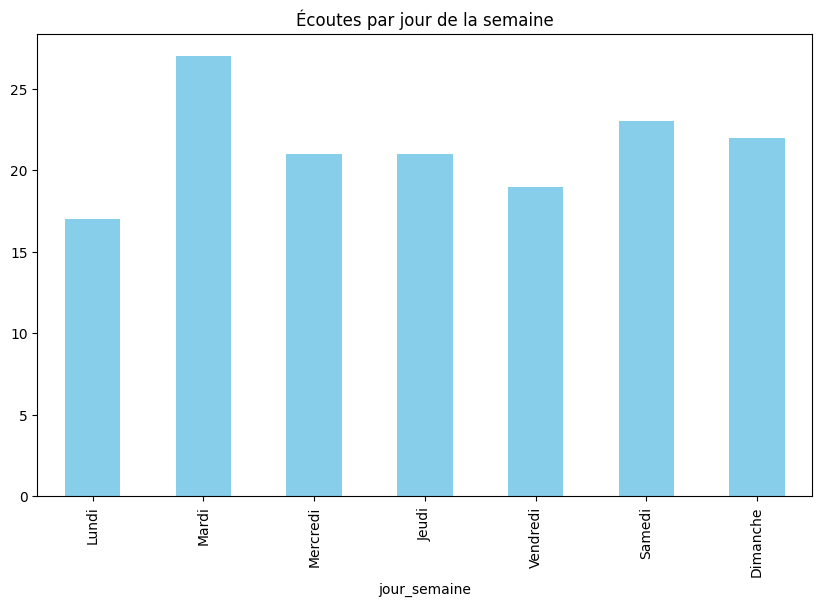 Écoutes par jour de la semaine
25
20
15
10
5
0
Lundi
Mardi
Mercredi
Jeudi
Vendredi
Samedi
Dimanche
jour_semaine